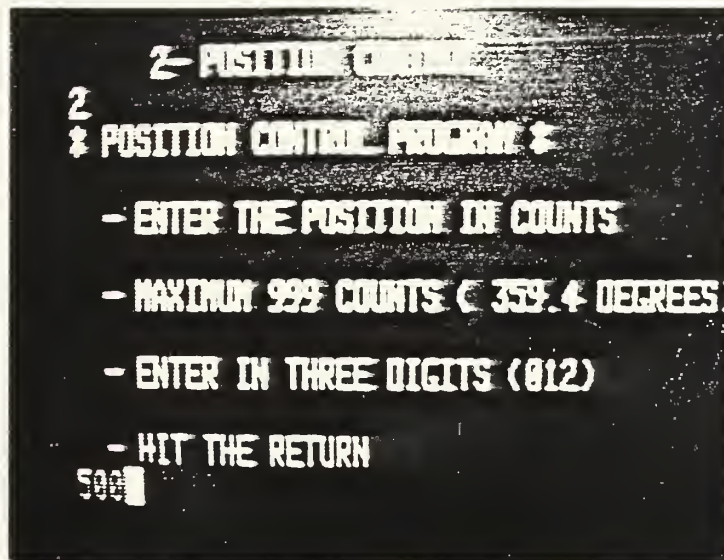 2- POSITION CONTROL
2
* POSITION CONTROL PROGRAM *
- ENTER THE POSITION IN COUNTS
- MAXIMUM 999 COUNTS ( 359.4 DEGREES)
- ENTER IN THREE DIGITS (012)
- HIT THE RETURN
500